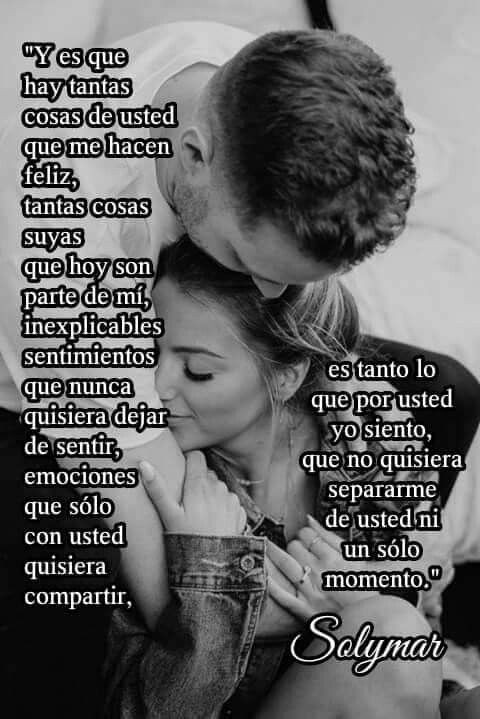 "Y es que
hay tantas
cosas de usted
que me hacen
feliz,
tantas cosas
suyas
que hoy son
parte de mí,
inexplicables
sentimientos
que nunca
quisiera dejar
de sentir,
emociones
que sólo
con usted
quisiera
compartir,
es tanto lo
que por usted
yo siento,
que no quisiera
separarme
de usted ni
un sólo
momento."
Solymar